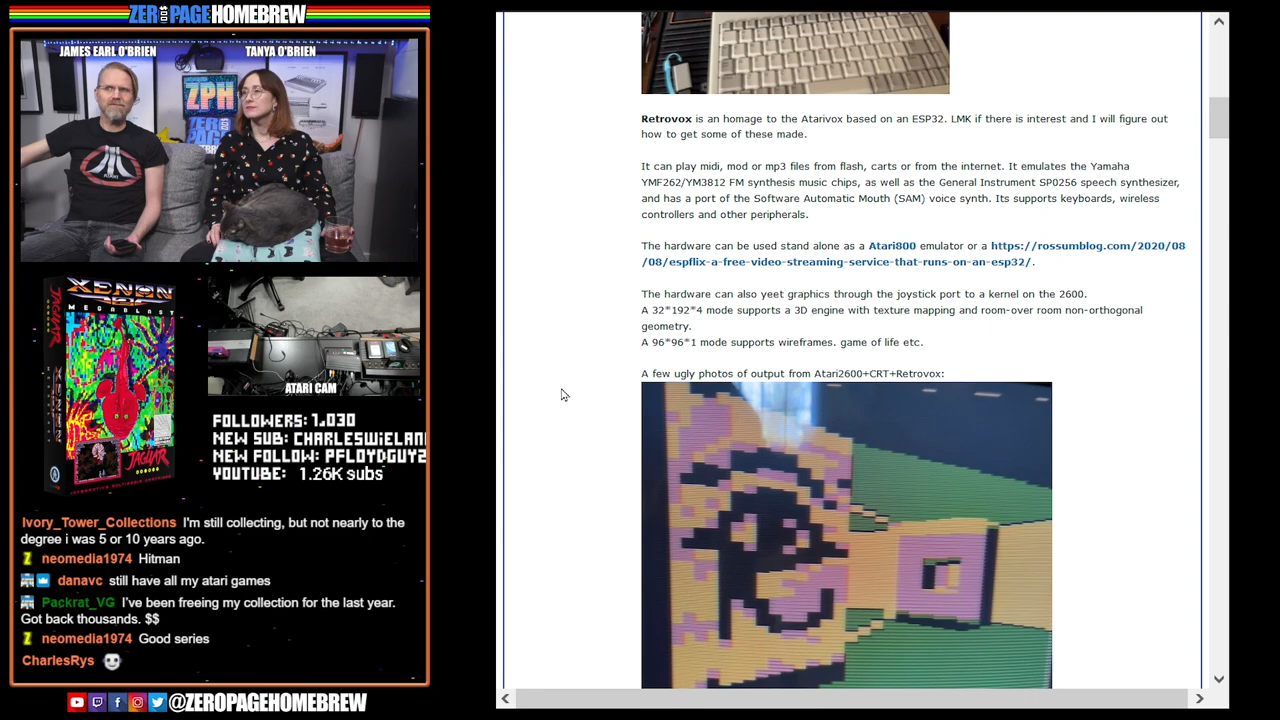 ZERO PAGE HOMEBREW
JAMES EARL O'BRIEN
TANYA O'BRIEN
ZPH
ATARI
XENON
MEGABLAST
JAGUAR
JAGUAR
ATARI CAM
FOLLOWERS: 1,030
NEW SUB: CHARLESWIELAN
NEW FOLLOW: PFLOYDGUY2
YOUTUBE: 1.26K subs
Ivory_Tower_Collections I'm still collecting, but not nearly to the
degree i was 5 or 10 years ago.
neomedia1974 Hitman
danavc still have all my atari games
Packrat_VG I've been freeing my collection for the last year.
Got back thousands. $$
neomedia1974 Good series
CharlesRys
@ZEROPAGEHOMEBREW
Retrovox is an homage to the Atarivox based on an ESP32. LMK if there is interest and I will figure out
how to get some of these made.
It can play midi, mod or mp3 files from flash, carts or from the internet. It emulates the Yamaha
YMF262/YM3812 FM synthesis music chips, as well as the General Instrument SP0256 speech synthesizer,
and has a port of the Software Automatic Mouth (SAM) voice synth. Its supports keyboards, wireless
controllers and other peripherals.
The hardware can be used stand alone as a Atari800 emulator or a https://rossumblog.com/2020/08
/08/espflix-a-free-video-streaming-service-that-runs-on-an-esp32/.
The hardware can also yeet graphics through the joystick port to a kernel on the 2600.
A 32*192*4 mode supports a 3D engine with texture mapping and room-over room non-orthogonal
geometry.
A 96*96*1 mode supports wireframes. game of life etc.
A few ugly photos of output from Atari2600+CRT+Retrovox: